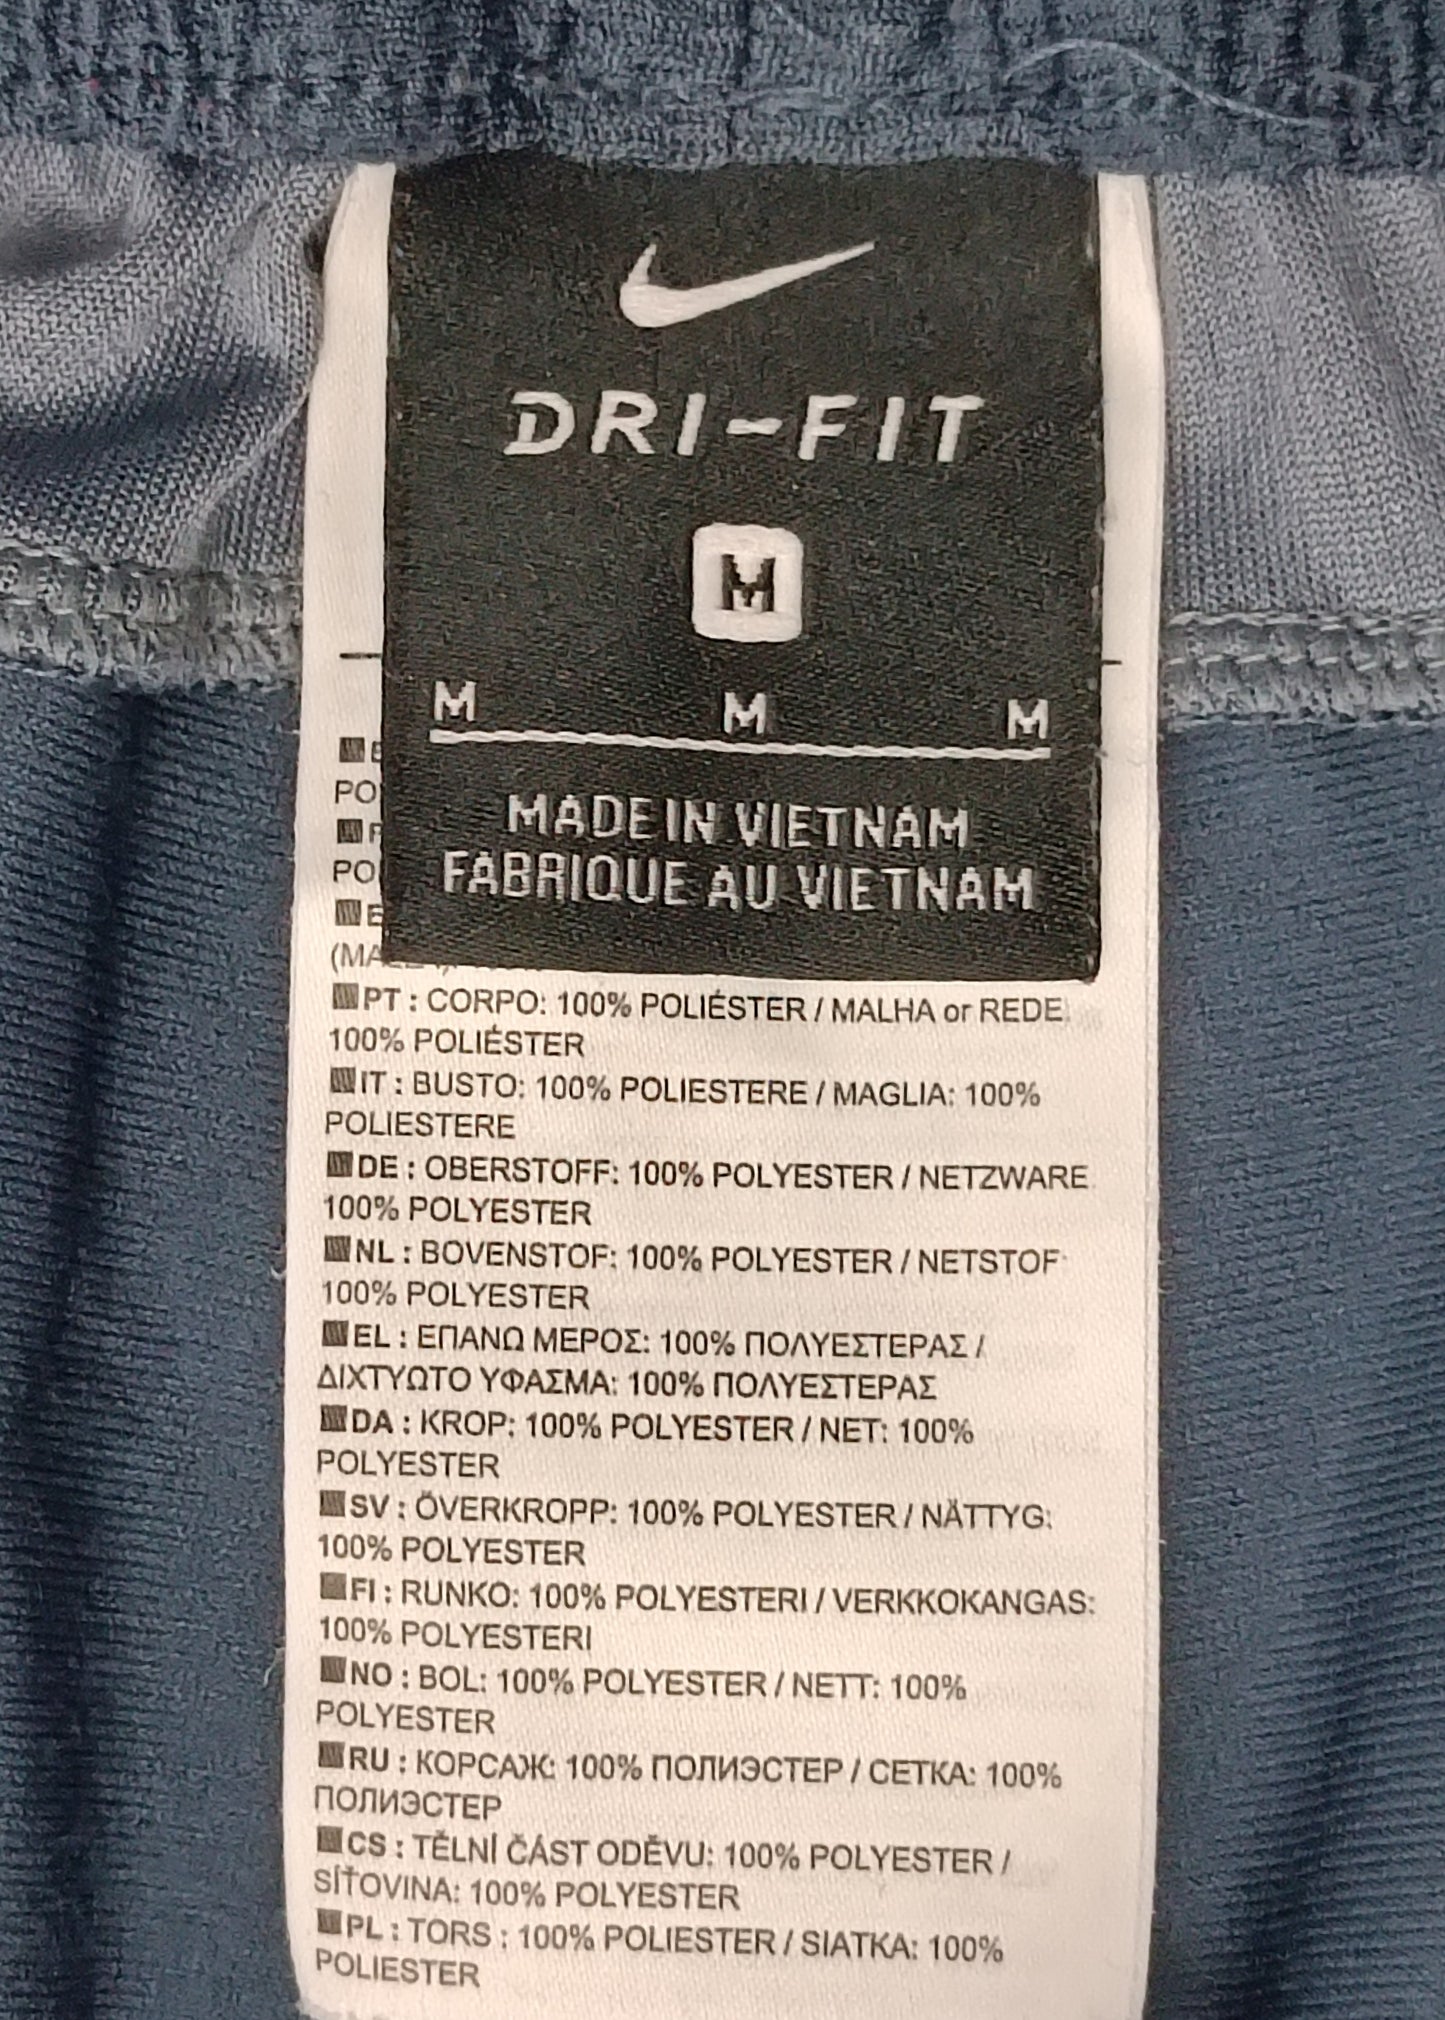 DRI-FIT
M
M M M
MADE IN VIETNAM
FABRIQUE AU VIETNAM
PT : CORPO: 100% POLIÉSTER / MALHA or REDE
100% POLIÉSTER
IT : BUSTO: 100% POLIESTERE / MAGLIA: 100%
POLIESTERE
DE : OBERSTOFF: 100% POLYESTER / NETZWARE
100% POLYESTER
NL : BOVENSTOF: 100% POLYESTER / NETSTOF
100% POLYESTER
EL : ΕΠΑΝΩ ΜΕΡΟΣ: 100% ΠΟΛΥΕΣΤΕΡΑΣ /
ΔΙΧΤΥΩΤΟ ΥΦΑΣΜΑ: 100% ΠΟΛΥΕΣΤΕΡΑΣ
DA : KROP: 100% POLYESTER / NET: 100%
POLYESTER
SV : ÖVERKROPP: 100% POLYESTER / NÄTTYG:
100% POLYESTER
FI : RUNKO: 100% POLYESTERI / VERKKOKANGAS:
100% POLYESTERI
NO : BOL: 100% POLYESTER / NETT: 100%
POLYESTER
RU : КОРСАЖ: 100% ПОЛИЭСТЕР / СЕТКА: 100%
ПОЛИЭСТЕР
CS : TĚLNÍ ČÁST ODĚVU: 100% POLYESTER /
SÍŤOVINA: 100% POLYESTER
PL : TORS : 100% POLIESTER / SIATKA: 100%
POLIESTER